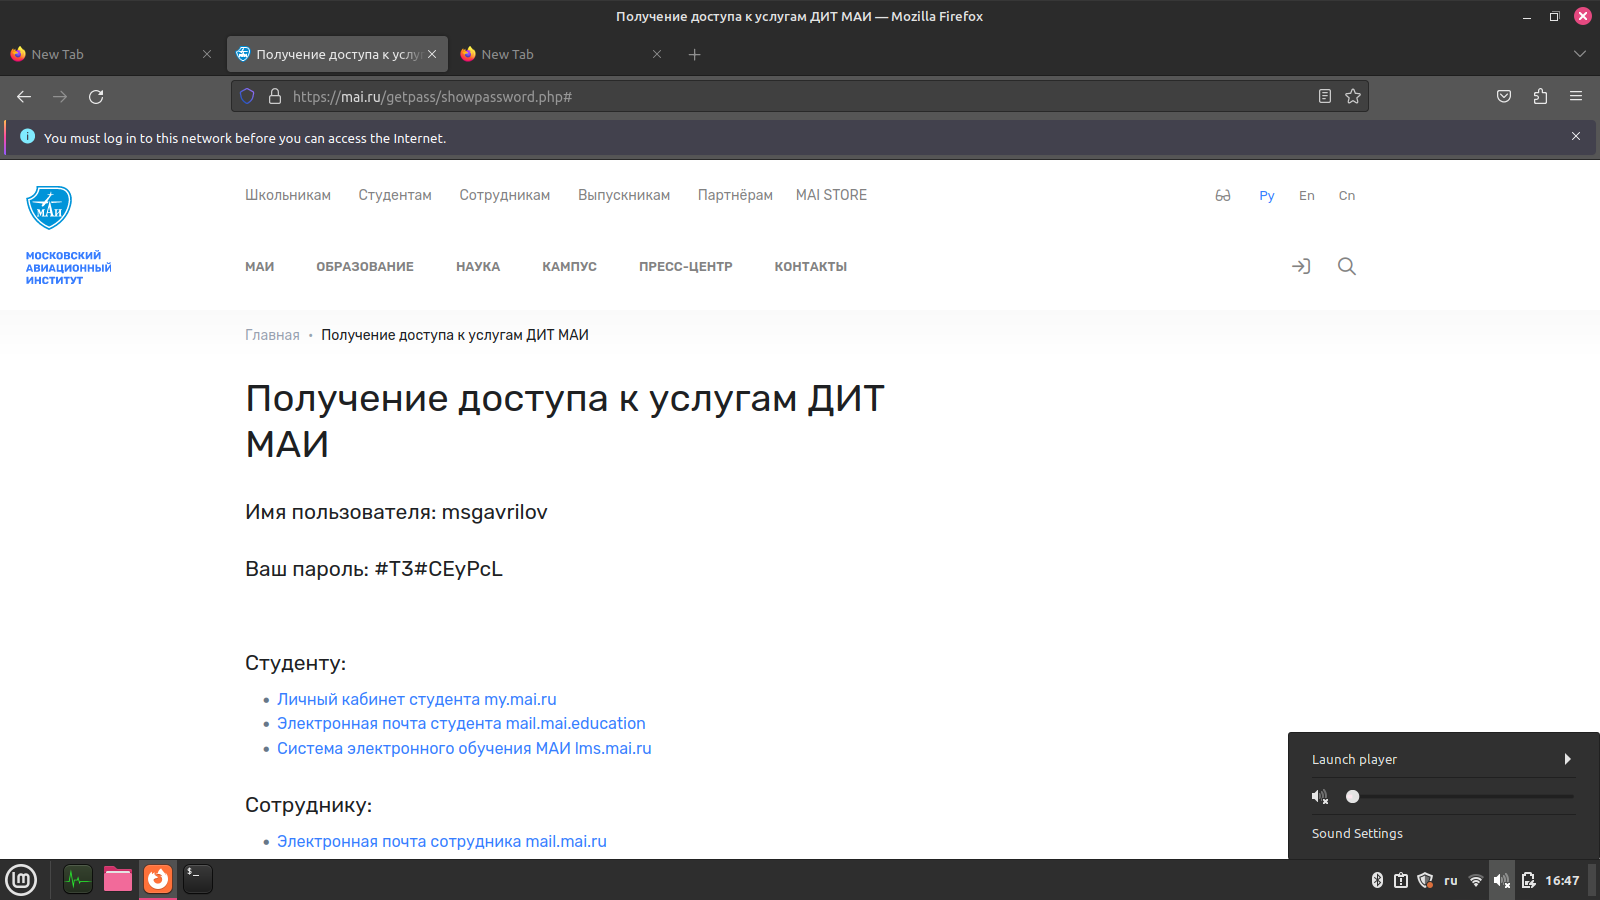 Получение доступа к услугам ДИТ МАИ — Mozilla Firefox
New Tab
Получение доступа к услу
New Tab
https://mai.ru/getpass/showpassword.php#
You must log in to this network before you can access the Internet.
МАИ
МОСКОВСКИЙ
АВИАЦИОННЫЙ
ИНСТИТУТ
Школьникам Студентам Сотрудникам Выпускникам Партнёрам MAI STORE
Ру En Cn
МАИ ОБРАЗОВАНИЕ НАУКА КАМПУС ПРЕСС-ЦЕНТР КОНТАКТЫ
Главная • Получение доступа к услугам ДИТ МАИ
Получение доступа к услугам ДИТ
МАИ
Имя пользователя: msgavrilov
Ваш пароль: #T3#CEyPcL
Студенту:
• Личный кабинет студента my.mai.ru
• Электронная почта студента mail.mai.education
• Система электронного обучения МАИ lms.mai.ru
Сотруднику:
• Электронная почта сотрудника mail.mai.ru
Launch player
Sound Settings
ru
16:47